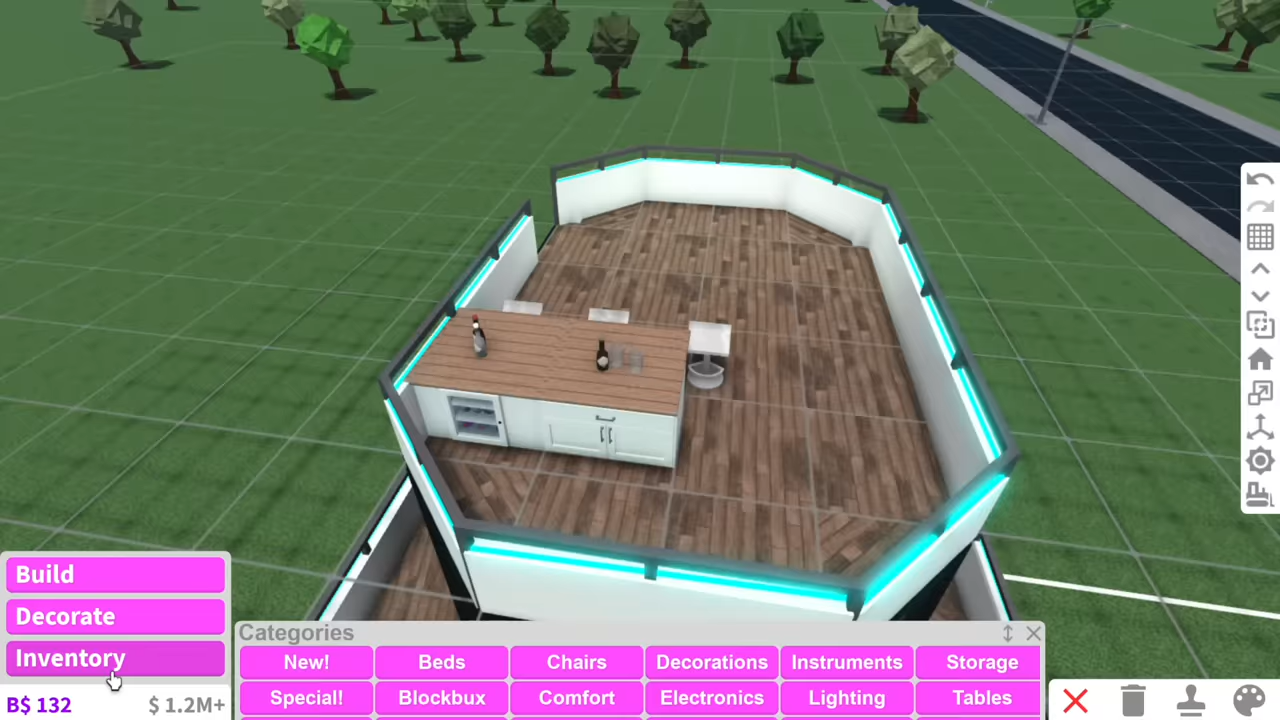 Build
Decorate
Inventory
B$ 132 $ 1.2M+
Categories
New! Beds Chairs Decorations Instruments Storage
Special! Blockbux Comfort Electronics Lighting Tables